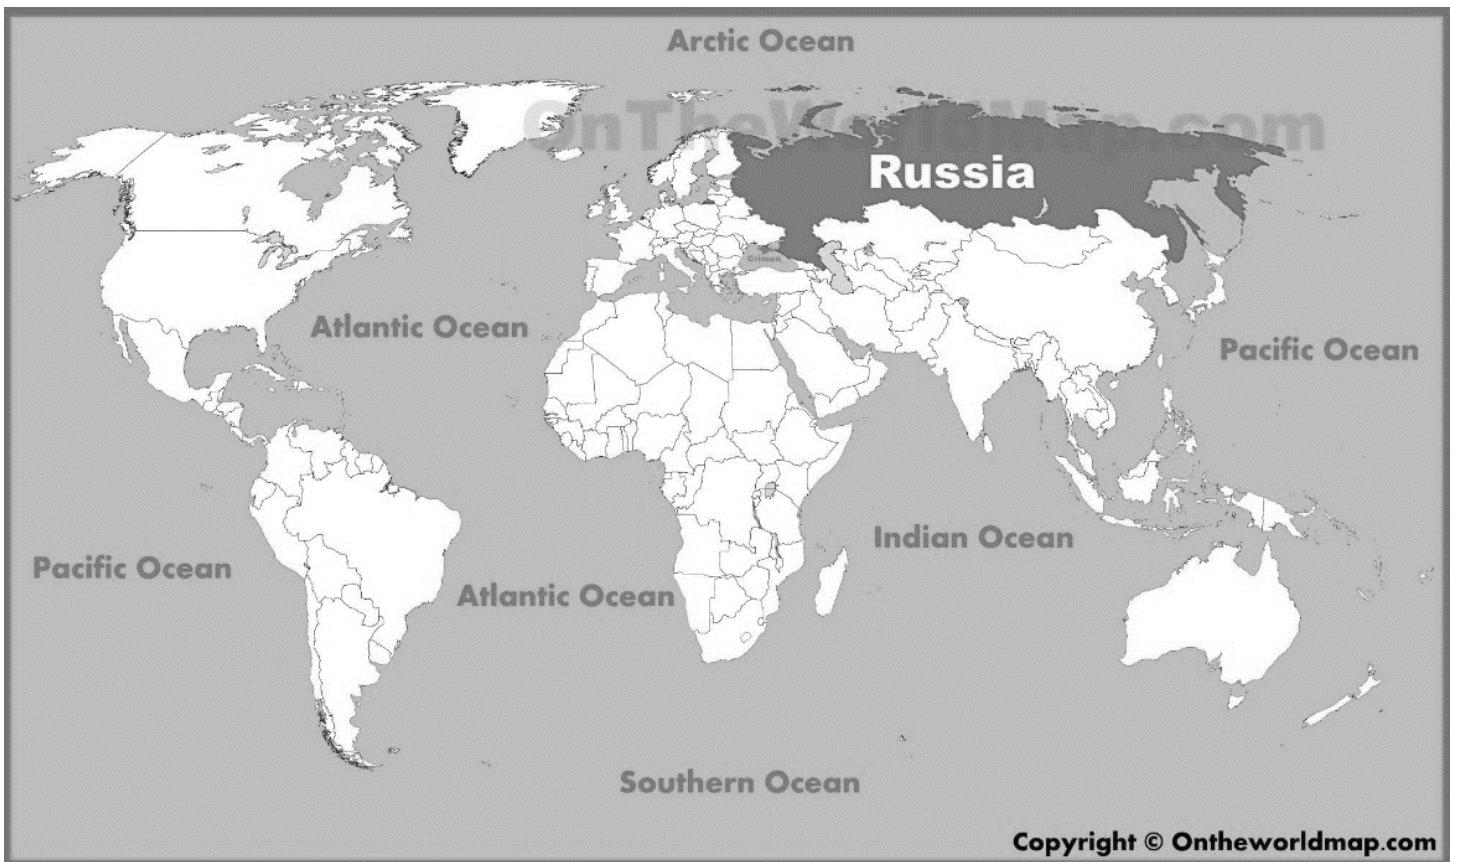 Arctic Ocean
OnTheWorldMap.com
Russia
Crimea
Atlantic Ocean
Pacific Ocean
Indian Ocean
Pacific Ocean
Atlantic Ocean
Southern Ocean
Copyright © Ontheworldmap.com